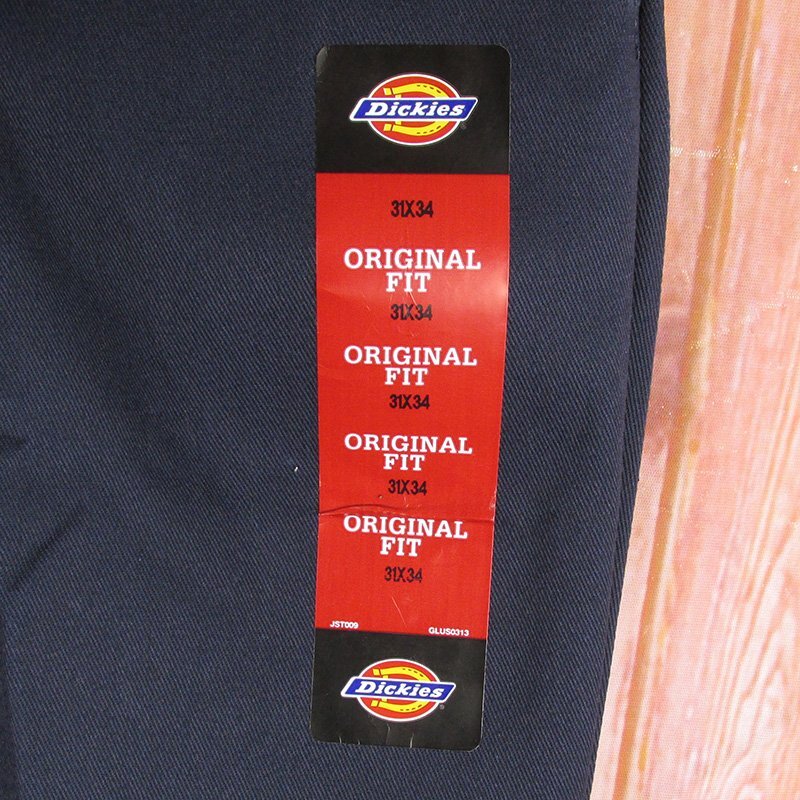 Dickies
31X34
ORIGINAL
FIT
31X34
ORIGINAL
FIT
31X34
ORIGINAL
FIT
31X34
ORIGINAL
FIT
31X34
JST009 GLUS0313
Dickies